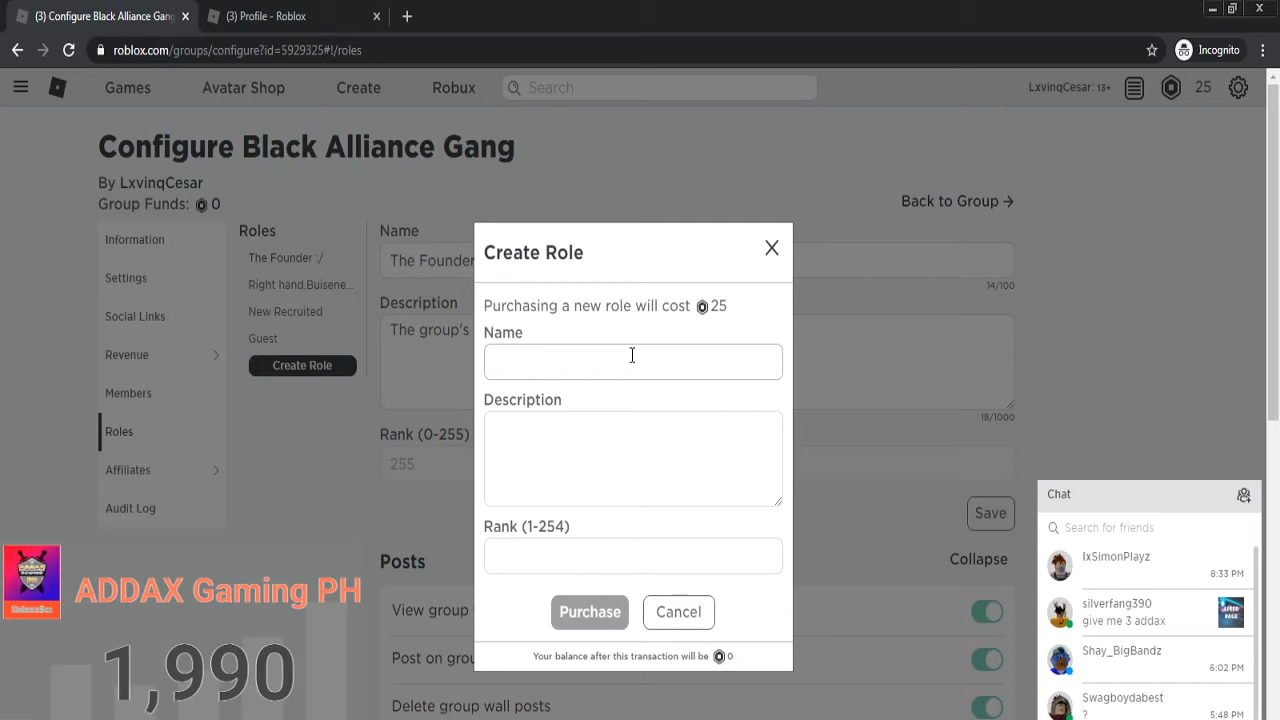 (3) Configure Black Alliance Gang
(3) Profile - Roblox
roblox.com/groups/configure?id=5929325#!/roles
Incognito
Games
Avatar Shop
Create
Robux
Search
LxvinqCesar: 13+
25
Configure Black Alliance Gang
By LxvinqCesar
Group Funds: 0
Back to Group
Information
Settings
Social Links
Revenue
Members
Roles
Affiliates
Audit Log
Roles
The Founder :/
Right hand.Buisene...
New Recruited
Guest
Create Role
Name
The Founder
14/100
Description
The group's
18/1000
Rank (0-255)
255
Save
Posts
Collapse
View group
Post on grou
Delete group wall posts
Create Role
Purchasing a new role will cost 25
Name
Description
Rank (1-254)
Purchase
Cancel
Your balance after this transaction will be 0
ADDAX Gaming PH
1,990
Chat
Search for friends
IxSimonPlayz
8:33 PM
silverfang390
give me 3 addax
Shay_BigBandz
6:02 PM
Swagboydabest
?
5:48 PM